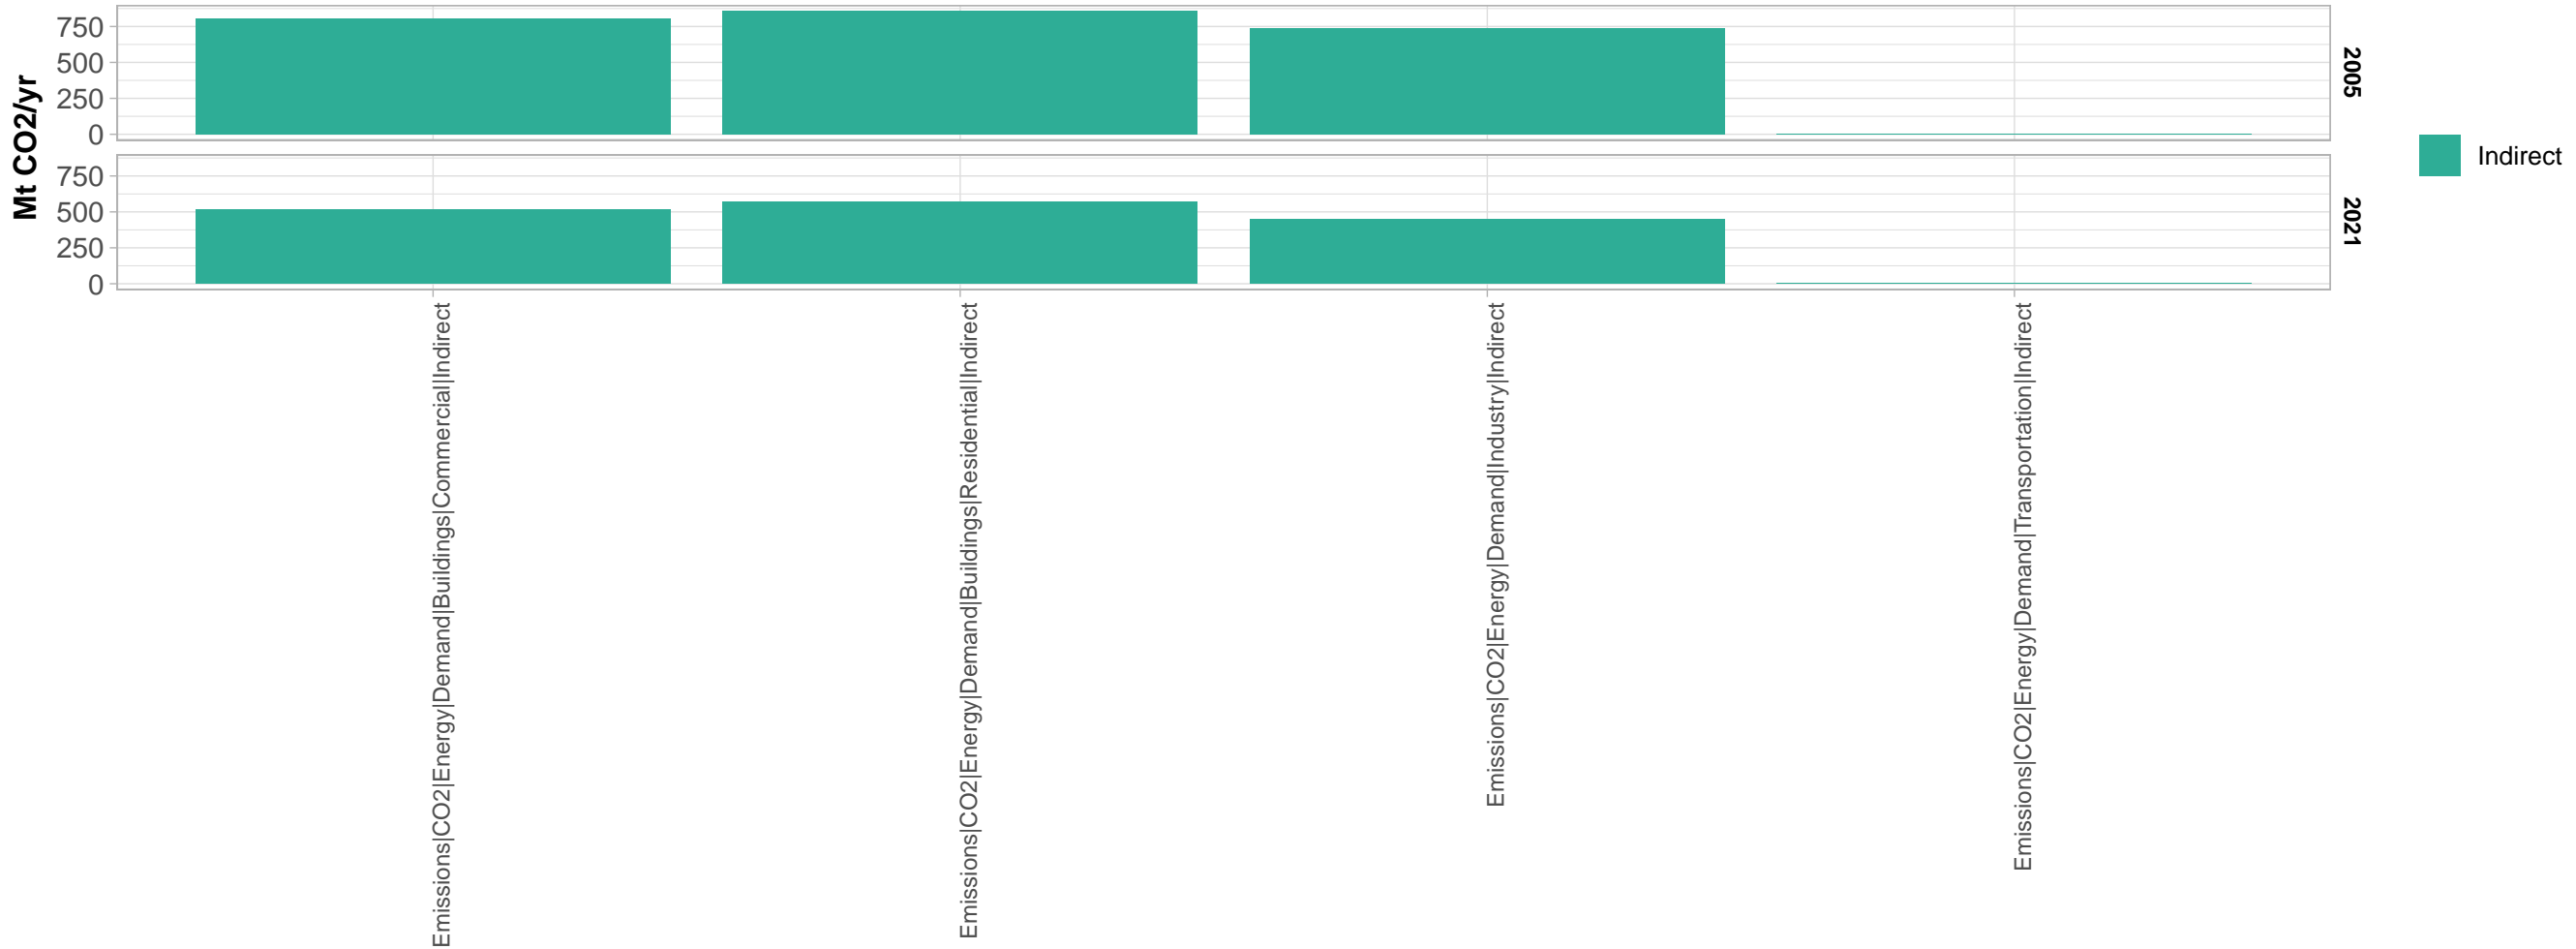 Mt CO2/yr
750
500
250
0
2005
750
500
250
0
2021
Emissions|CO2|Energy|Demand|Buildings|Commercial|Indirect
Emissions|CO2|Energy|Demand|Buildings|Residential|Indirect
Emissions|CO2|Energy|Demand|Industry|Indirect
Emissions|CO2|Energy|Demand|Transportation|Indirect
Indirect